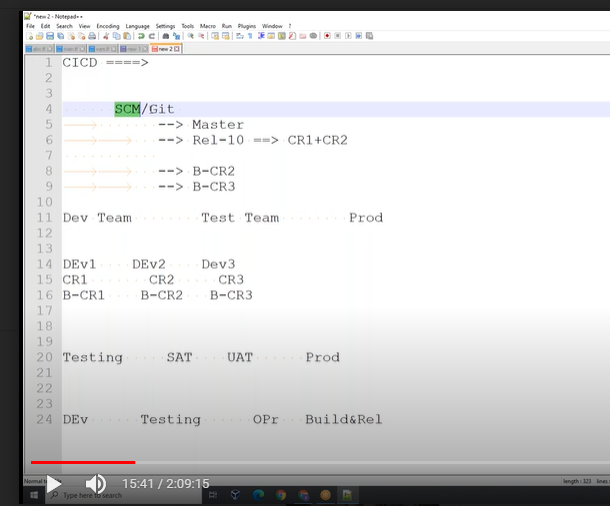 *new 2 - Notepad++
File Edit Search View Encoding Language Settings Tools Macro Run Plugins Window ?
new 2
1 CICD ====>
2
3
4 SCM/Git
5 --> Master
6 --> Rel-10 ==> CR1+CR2
7
8 --> B-CR2
9 --> B-CR3
10
11 Dev Team Test Team Prod
12
13
14 DEv1 DEv2 Dev3
15 CR1 CR2 CR3
16 B-CR1 B-CR2 B-CR3
17
18
19
20 Testing SAT UAT Prod
21
22
23
24 DEv Testing OPr Build&Rel
15:41 / 2:09:15
Normal length : 323 lines
Type here to search